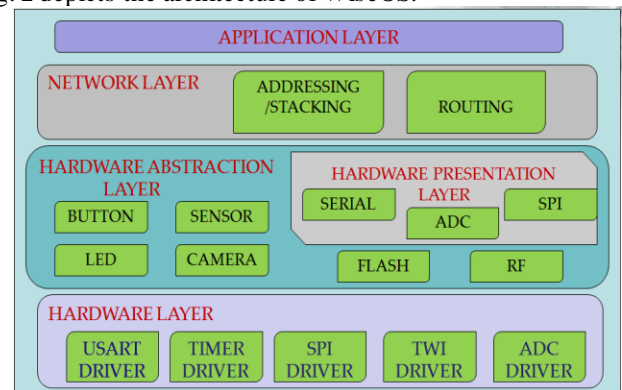 g. 2 depicts the architecture of WiseOS.
APPLICATION LAYER
NETWORK LAYER
ADDRESSING
/STACKING
ROUTING
HARDWARE ABSTRACTION
LAYER
BUTTON
SENSOR
LED
CAMERA
HARDWARE PRESENTATION
LAYER
SERIAL
ADC
SPI
FLASH
RF
HARDWARE LAYER
USART
DRIVER
TIMER
DRIVER
SPI
DRIVER
TWI
DRIVER
ADC
DRIVER